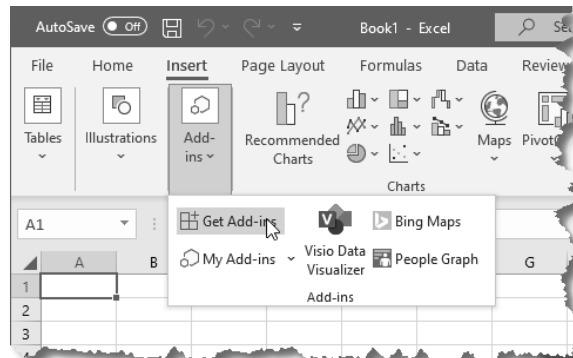 AutoSave Off Book1 - Excel
File Home Insert Page Layout Formulas Data Review
Tables
Illustrations
Add-
ins
Recommended
Charts
Maps
Charts
A1
Get Add-ins
My Add-ins
Visio Data
Visualizer
Bing Maps
People Graph
Add-ins
A B G
1
2
3